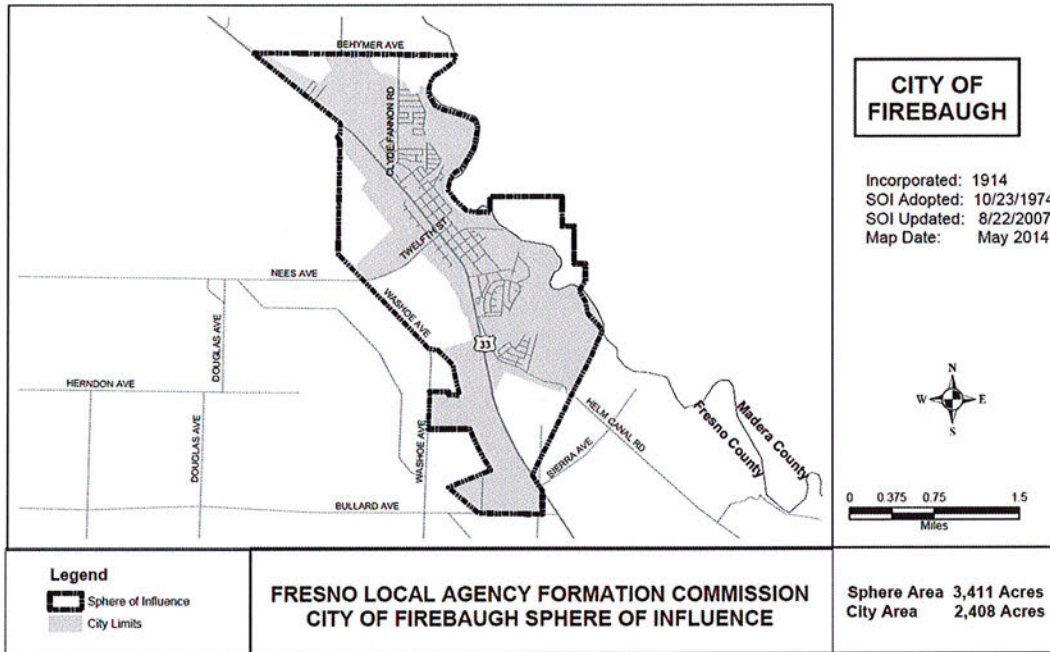 BEHYMER AVE
CLYDE FANNON RD
TWELFTH ST
NEES AVE
WASHOE AVE
DOUGLAS AVE
33
HERNDON AVE
DOUGLAS AVE
WASHOE AVE
HELM CANAL RD
SIERRA AVE
BULLARD AVE
Fresno County
Madera County
CITY OF
FIREBAUGH
Incorporated: 1914
SOI Adopted: 10/23/1974
SOI Updated: 8/22/2007
Map Date: May 2014
N
W
E
S
0 0.375 0.75 1.5
Miles
Legend
Sphere of Influence
City Limits
FRESNO LOCAL AGENCY FORMATION COMMISSION
CITY OF FIREBAUGH SPHERE OF INFLUENCE
Sphere Area 3,411 Acres
City Area 2,408 Acres